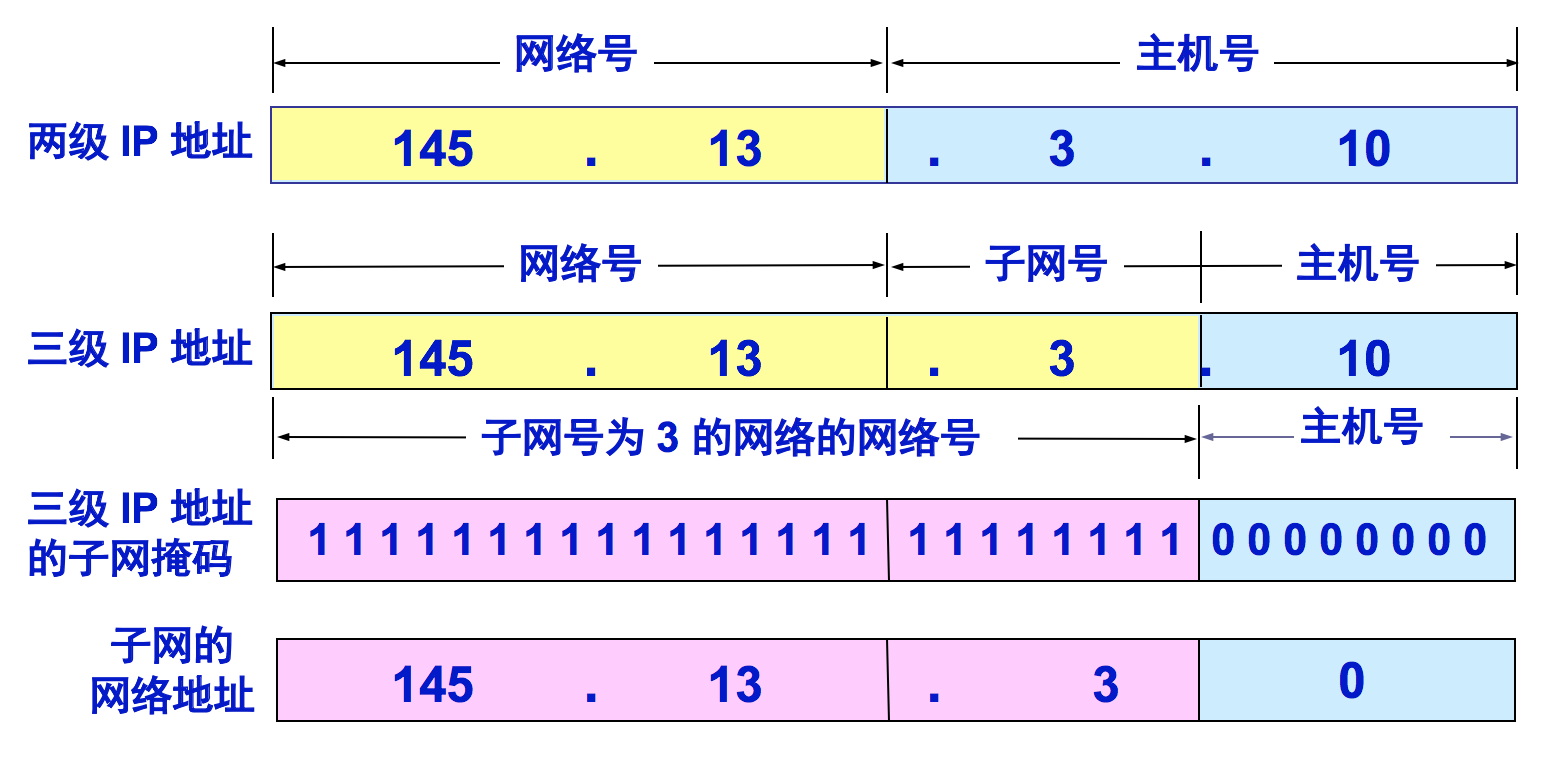 网络号 主机号
两级 IP 地址 145 . 13 . 3 . 10
网络号 子网号 主机号
三级 IP 地址 145 . 13 . 3 . 10
子网号为 3 的网络的网络号 主机号
三级 IP 地址
的子网掩码
1 1 1 1 1 1 1 1 1 1 1 1 1 1 1 1 1 1 1 1 1 1 1 1 0 0 0 0 0 0 0 0
子网的
网络地址
145 . 13 . 3 0